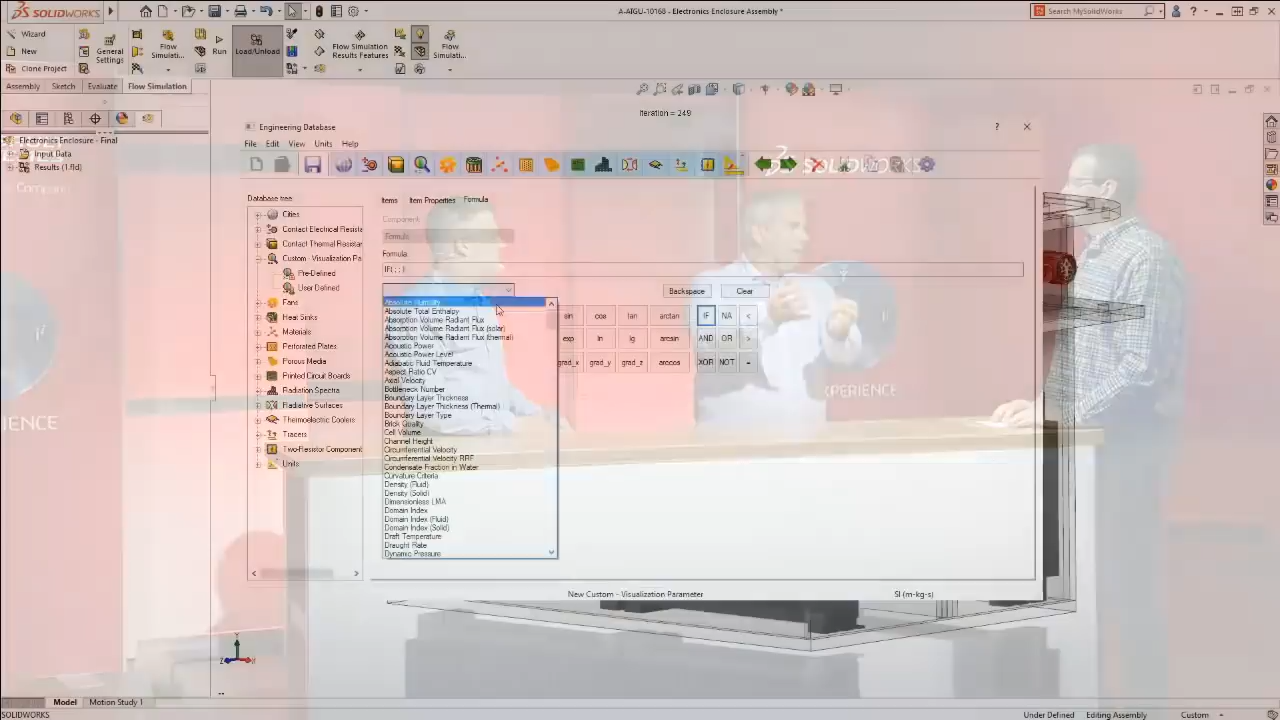 SOLIDWORKS
A-ATGU-10168 - Electronics Enclosure Assembly *
Search MySolidWorks
Wizard
New
Clone Project
General Settings
Flow Simulati...
Run
Load/Unload
Flow Simulation Results Features
Flow Simulati...
Assembly
Sketch
Evaluate
Flow Simulation
Iteration = 249
Electronics Enclosure - Final
Input Data
Results (1.fld)
Engineering Database
File Edit View Units Help
SOLIDWORKS
Database tree:
Cities
Contact Electrical Resista
Contact Thermal Resistan
Custom - Visualization Pa
Pre-Defined
User Defined
Fans
Heat Sinks
Materials
Perforated Plates
Porous Media
Printed Circuit Boards
Radiation Spectra
Radiative Surfaces
Thermoelectric Coolers
Tracers
Two-Resistor Component
Units
Items Item Properties Formula
Component:
Formula
Formula:
IF( ; ; )
Backspace Clear
Absolute Humidity
Absolute Total Enthalpy
Absorption Volume Radiant Flux
Absorption Volume Radiant Flux (solar)
Absorption Volume Radiant Flux (thermal)
Acoustic Power
Acoustic Power Level
Adiabatic Fluid Temperature
Aspect Ratio CV
Axial Velocity
Bottleneck Number
Boundary Layer Thickness
Boundary Layer Thickness (Thermal)
Boundary Layer Type
Brick Quality
Cell Volume
Channel Height
Circumferential Velocity
Circumferential Velocity RRF
Condensate Fraction in Water
Curvature Criteria
Density (Fluid)
Density (Solid)
Dimensionless LMA
Domain Index
Domain Index (Fluid)
Domain Index (Solid)
Draft Temperature
Draught Rate
Dynamic Pressure
sin cos tan arctan IF NA <
exp ln lg arcsin AND OR >
grad_x grad_y grad_z arccos XOR NOT =
XPERIENCE
IENCE
New Custom - Visualization Parameter
SI (m-kg-s)
Model
Motion Study 1
SOLIDWORKS
Under Defined
Editing Assembly
Custom